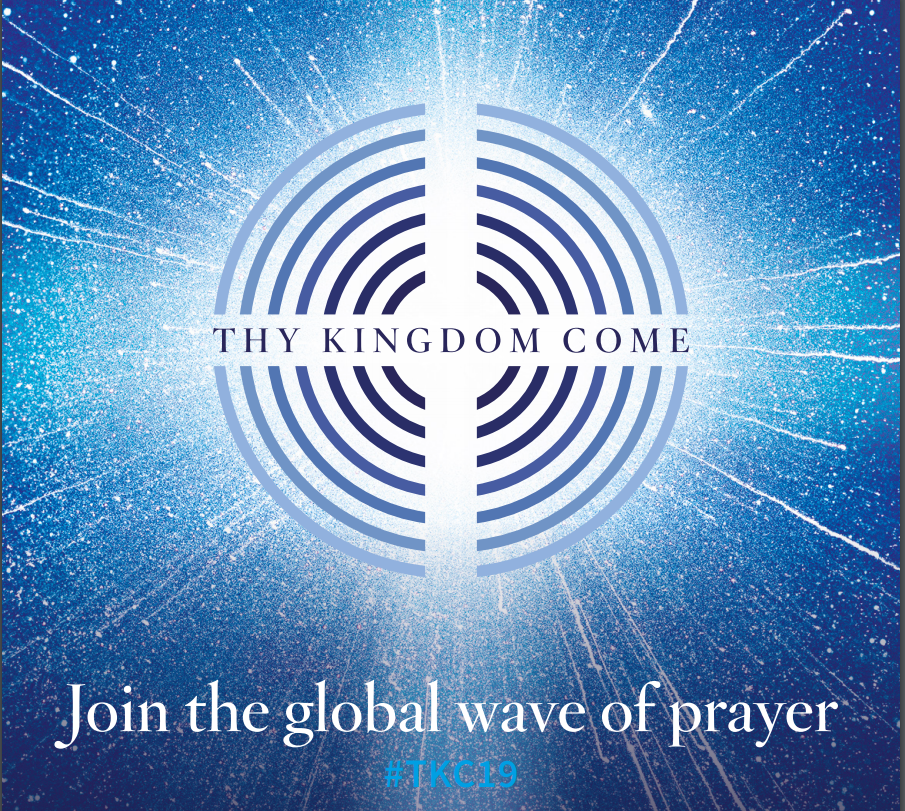 THY KINGDOM COME
Join the global wave of prayer
#TKC19